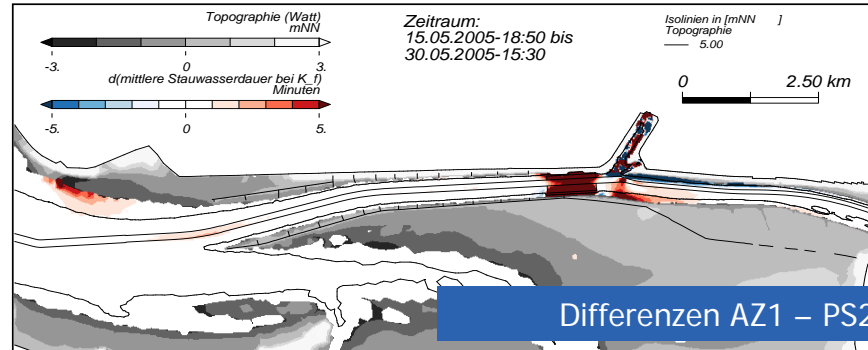 Topographie (Watt)
mNN
-3. 0 3.
d(mittlere Stauwasserdauer bei K_f)
Minuten
-5. 0 5.
Zeitraum:
15.05.2005-18:50 bis
30.05.2005-15:30
Isolinien in [mNN ]
Topographie
5.00
0 2.50 km
Differenzen AZ1 – PS2